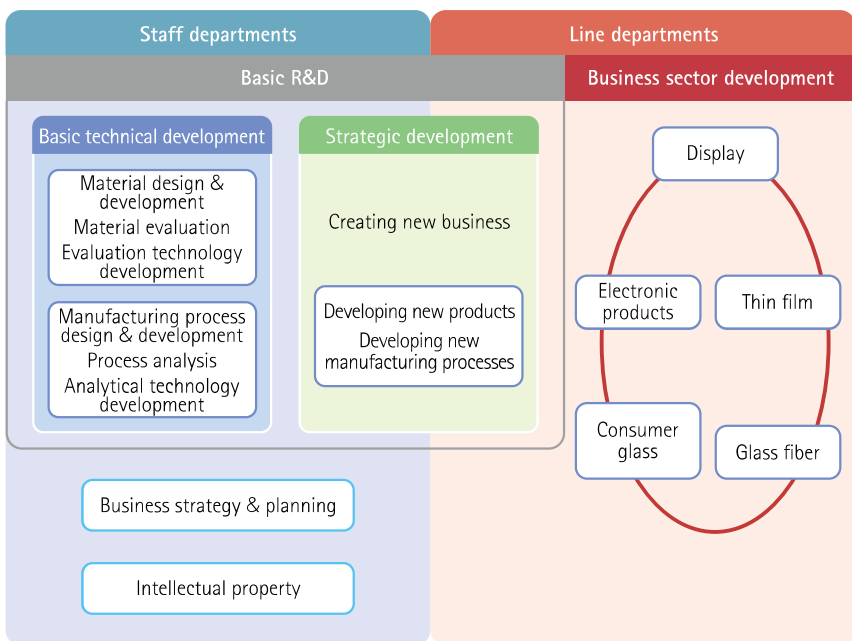 Staff departments
Line departments
Basic R&D
Business sector development
Basic technical development
Strategic development
Material design &
development
Material evaluation
Evaluation technology
development
Manufacturing process
design & development
Process analysis
Analytical technology
development
Creating new business
Developing new products
Developing new
manufacturing processes
Display
Electronic
products
Thin film
Consumer
glass
Glass fiber
Business strategy & planning
Intellectual property